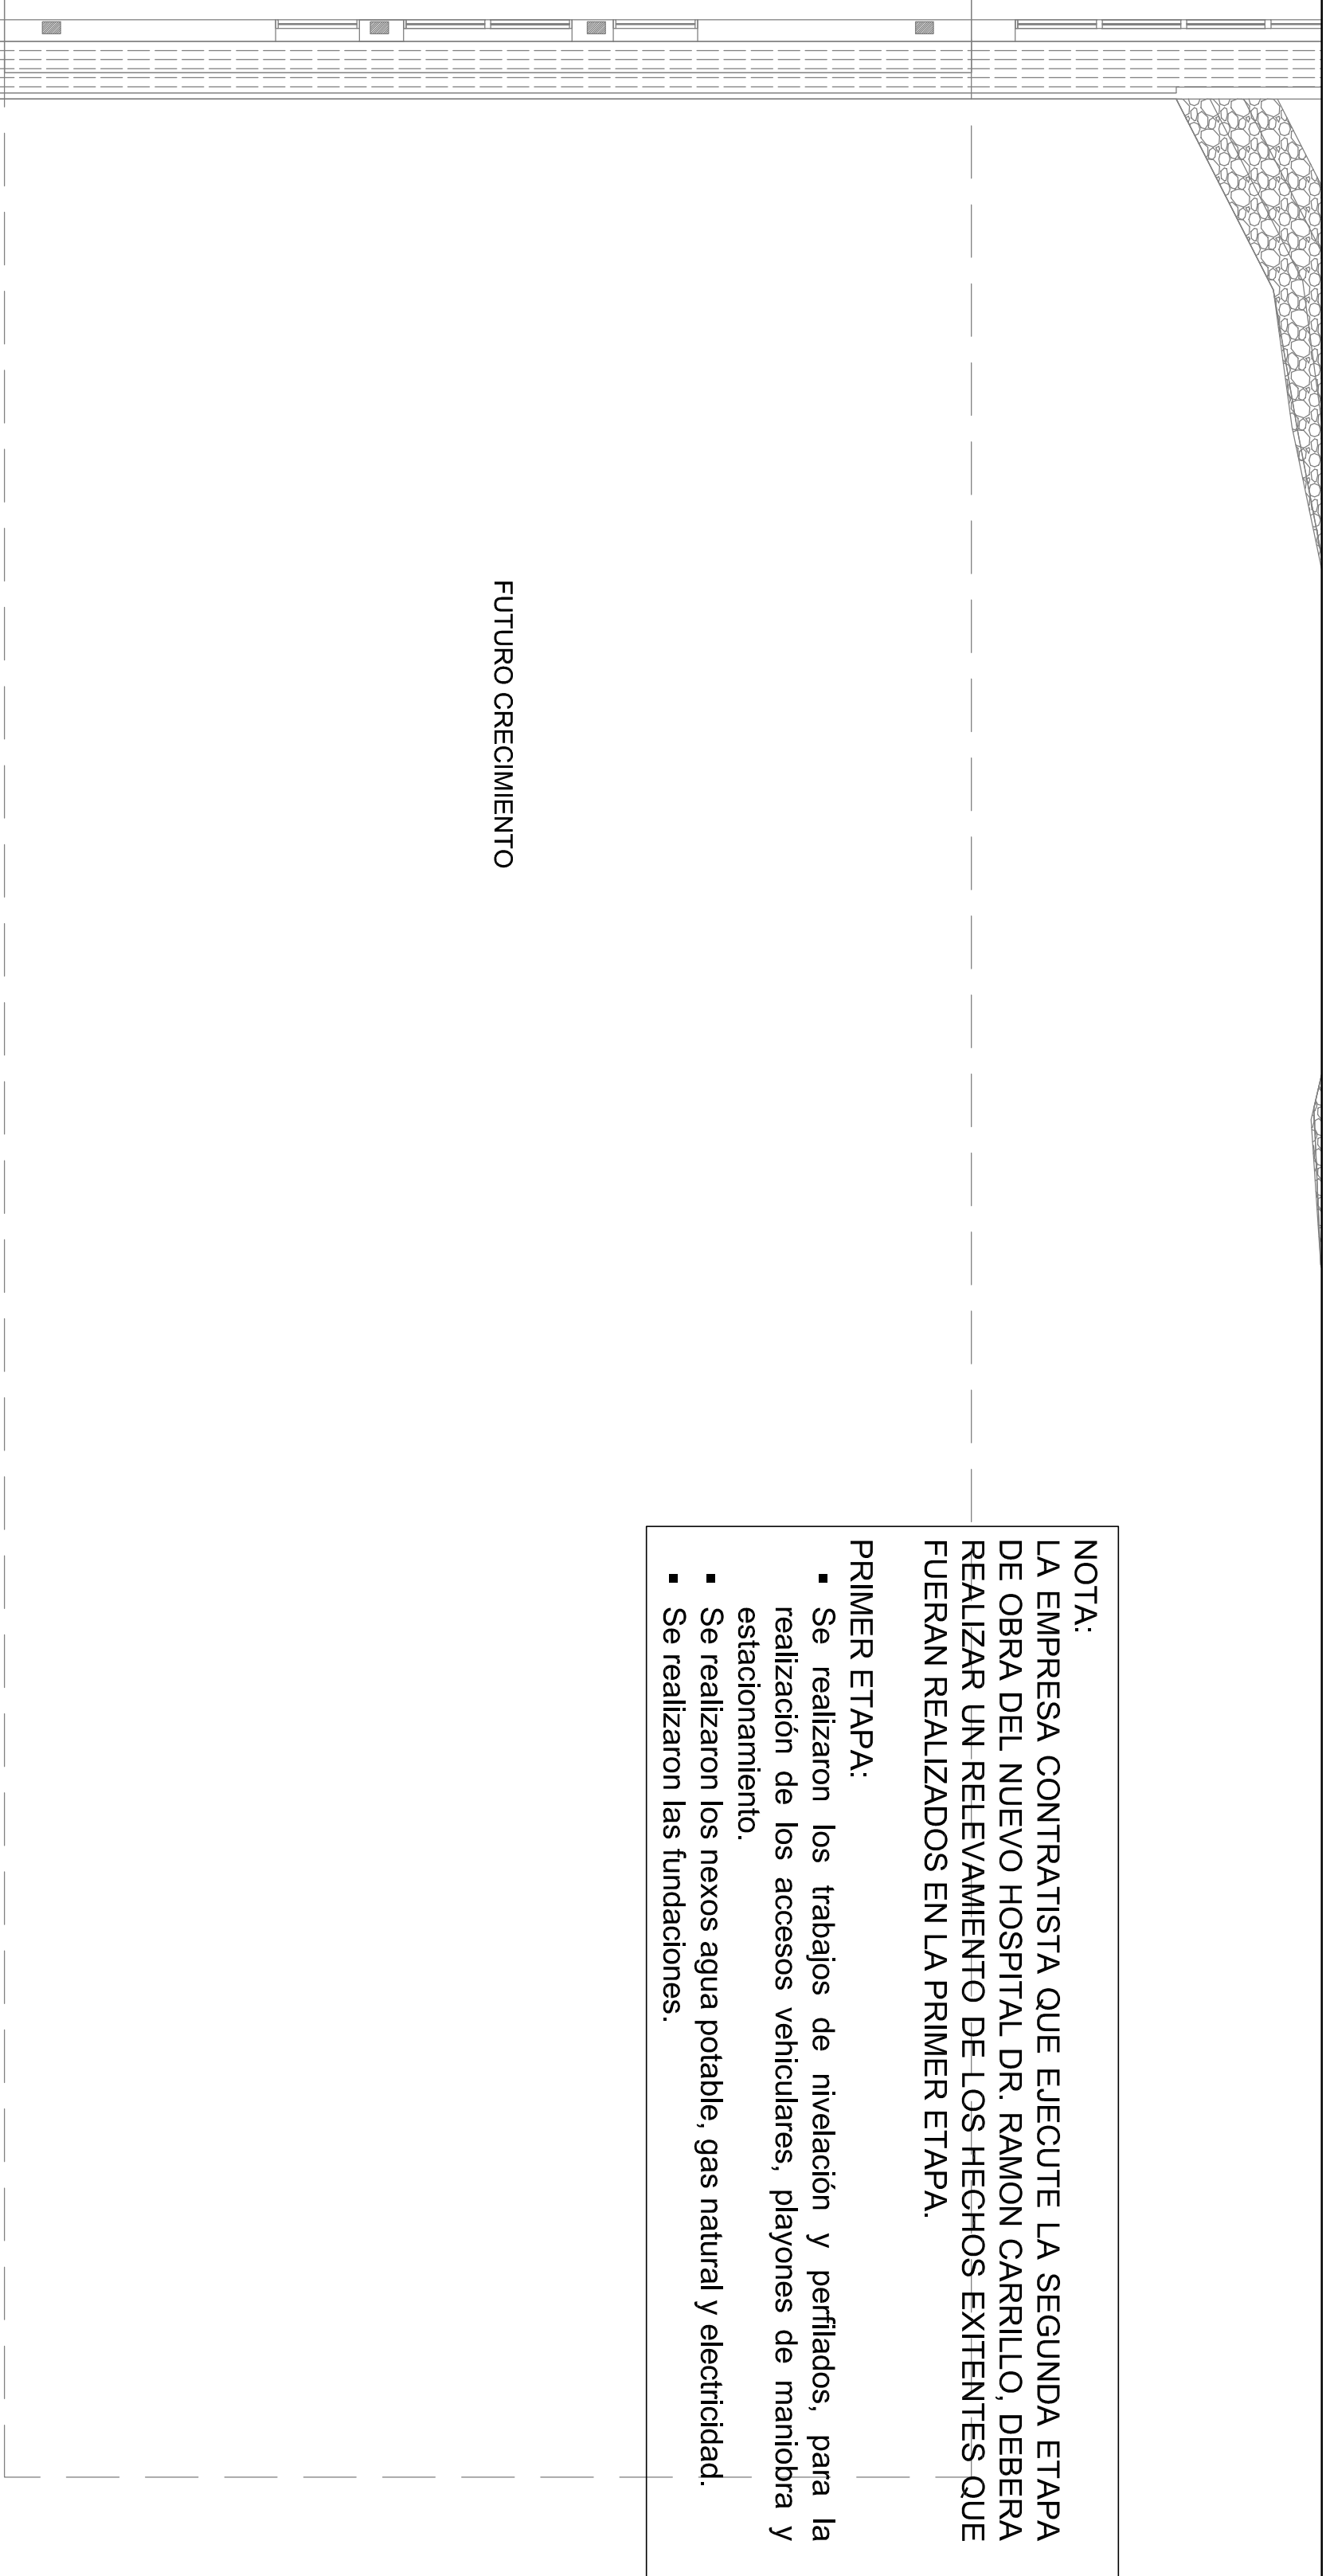 FUTURO CRECIMIENTO
NOTA:
LA EMPRESA CONTRATISTA QUE EJECUTE LA SEGUNDA ETAPA
DE OBRA DEL NUEVO HOSPITAL DR. RAMON CARRILLO, DEBERA
REALIZAR UN RELEVAMIENTO DE LOS HECHOS EXITENTES QUE
FUERAN REALIZADOS EN LA PRIMER ETAPA.
PRIMER ETAPA:
▪ Se realizaron los trabajos de nivelación y perfilados, para la
realización de los accesos vehiculares, playones de maniobra y
estacionamiento.
▪ Se realizaron los nexos agua potable, gas natural y electricidad.
▪ Se realizaron las fundaciones.